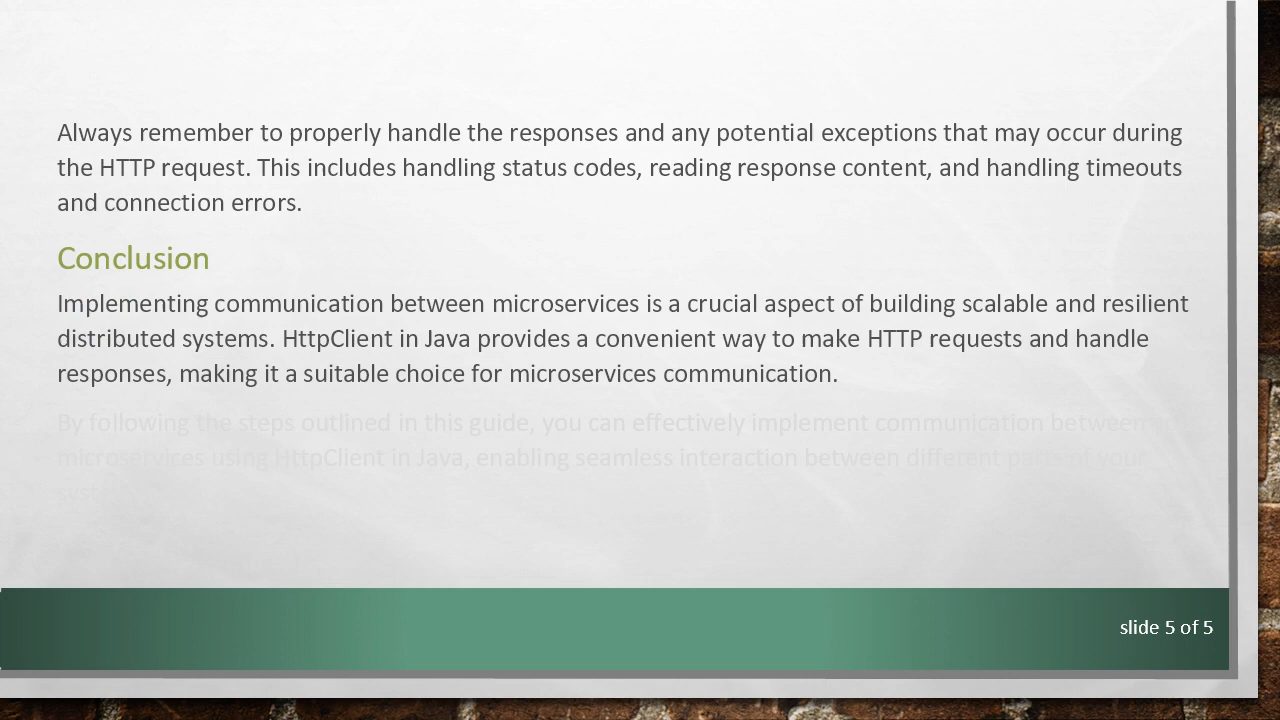 Always remember to properly handle the responses and any potential exceptions that may occur during
the HTTP request. This includes handling status codes, reading response content, and handling timeouts
and connection errors.
Conclusion
Implementing communication between microservices is a crucial aspect of building scalable and resilient
distributed systems. HttpClient in Java provides a convenient way to make HTTP requests and handle
responses, making it a suitable choice for microservices communication.
By following the steps outlined in this guide, you can effectively implement communication between
microservices using HttpClient in Java, enabling seamless interaction between different parts of your
slide 5 of 5